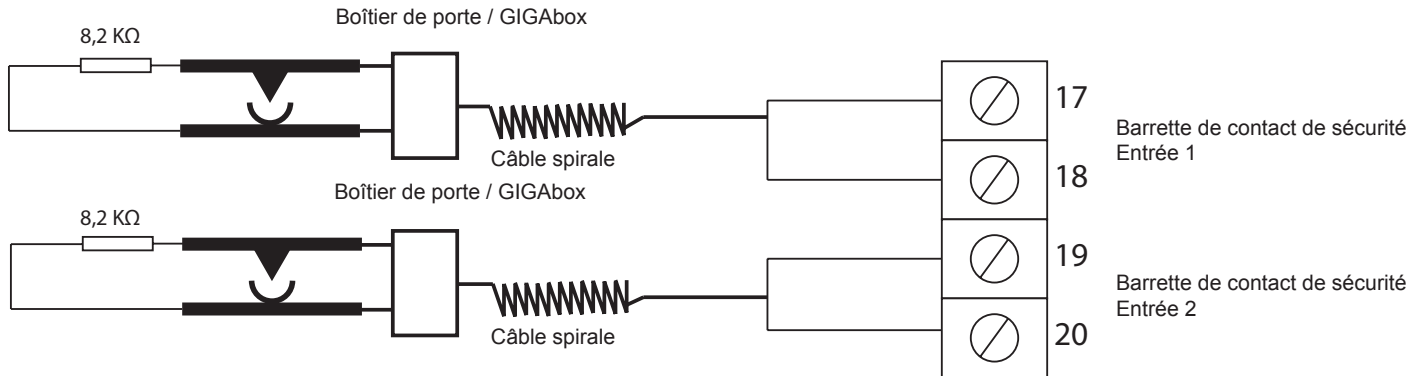 Boîtier de porte / GIGAbox
8,2 KΩ
17
Barrette de contact de sécurité
Entrée 1
Câble spirale
18
Boîtier de porte / GIGAbox
8,2 KΩ
19
Barrette de contact de sécurité
Entrée 2
Câble spirale
20